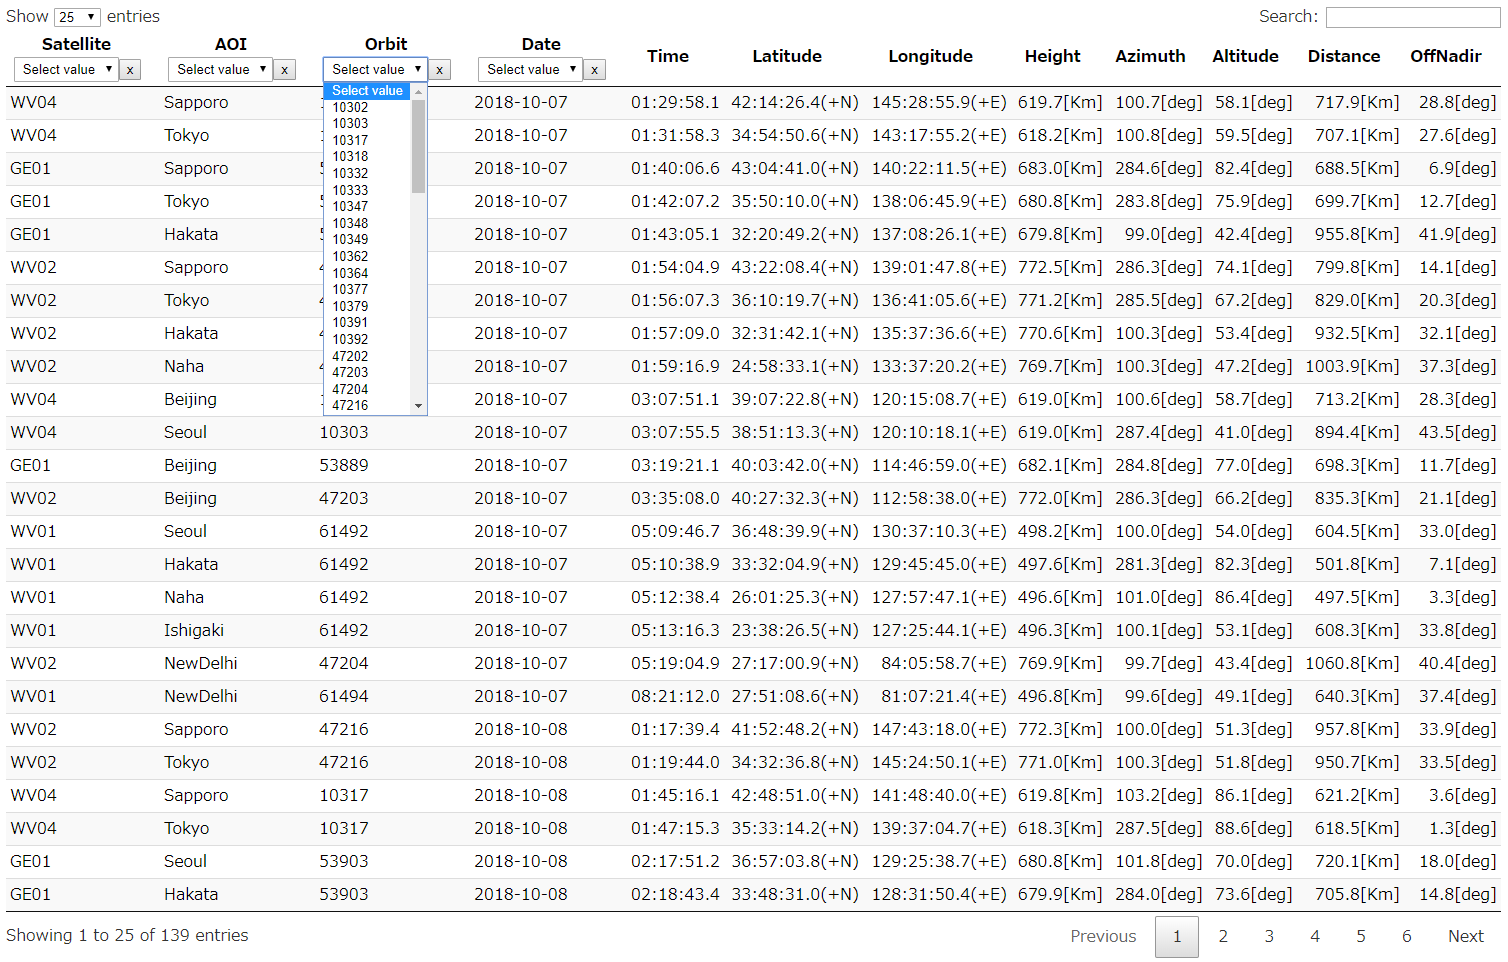 Show 25 entries Search:
Satellite AOI Orbit Date Time Latitude Longitude Height Azimuth Altitude Distance OffNadir
Select value x Select value x Select value x Select value x
Select value
10302
10303
10317
10318
10332
10333
10347
10348
10349
10362
10364
10377
10379
10391
10392
47202
47203
47204
47216
WV04 Sapporo 1 2018-10-07 01:29:58.1 42:14:26.4(+N) 145:28:55.9(+E) 619.7[Km] 100.7[deg] 58.1[deg] 717.9[Km] 28.8[deg]
WV04 Tokyo 1 2018-10-07 01:31:58.3 34:54:50.6(+N) 143:17:55.2(+E) 618.2[Km] 100.8[deg] 59.5[deg] 707.1[Km] 27.6[deg]
GE01 Sapporo 5 2018-10-07 01:40:06.6 43:04:41.0(+N) 140:22:11.5(+E) 683.0[Km] 284.6[deg] 82.4[deg] 688.5[Km] 6.9[deg]
GE01 Tokyo 5 2018-10-07 01:42:07.2 35:50:10.0(+N) 138:06:45.9(+E) 680.8[Km] 283.8[deg] 75.9[deg] 699.7[Km] 12.7[deg]
GE01 Hakata 5 2018-10-07 01:43:05.1 32:20:49.2(+N) 137:08:26.1(+E) 679.8[Km] 99.0[deg] 42.4[deg] 955.8[Km] 41.9[deg]
WV02 Sapporo 4 2018-10-07 01:54:04.9 43:22:08.4(+N) 139:01:47.8(+E) 772.5[Km] 286.3[deg] 74.1[deg] 799.8[Km] 14.1[deg]
WV02 Tokyo 4 2018-10-07 01:56:07.3 36:10:19.7(+N) 136:41:05.6(+E) 771.2[Km] 285.5[deg] 67.2[deg] 829.0[Km] 20.3[deg]
WV02 Hakata 4 2018-10-07 01:57:09.0 32:31:42.1(+N) 135:37:36.6(+E) 770.6[Km] 100.3[deg] 53.4[deg] 932.5[Km] 32.1[deg]
WV02 Naha 4 2018-10-07 01:59:16.9 24:58:33.1(+N) 133:37:20.2(+E) 769.7[Km] 100.3[deg] 47.2[deg] 1003.9[Km] 37.3[deg]
WV04 Beijing 1 2018-10-07 03:07:51.1 39:07:22.8(+N) 120:15:08.7(+E) 619.0[Km] 100.6[deg] 58.7[deg] 713.2[Km] 28.3[deg]
WV04 Seoul 10303 2018-10-07 03:07:55.5 38:51:13.3(+N) 120:10:18.1(+E) 619.0[Km] 287.4[deg] 41.0[deg] 894.4[Km] 43.5[deg]
GE01 Beijing 53889 2018-10-07 03:19:21.1 40:03:42.0(+N) 114:46:59.0(+E) 682.1[Km] 284.8[deg] 77.0[deg] 698.3[Km] 11.7[deg]
WV02 Beijing 47203 2018-10-07 03:35:08.0 40:27:32.3(+N) 112:58:38.0(+E) 772.0[Km] 286.3[deg] 66.2[deg] 835.3[Km] 21.1[deg]
WV01 Seoul 61492 2018-10-07 05:09:46.7 36:48:39.9(+N) 130:37:10.3(+E) 498.2[Km] 100.0[deg] 54.0[deg] 604.5[Km] 33.0[deg]
WV01 Hakata 61492 2018-10-07 05:10:38.9 33:32:04.9(+N) 129:45:45.0(+E) 497.6[Km] 281.3[deg] 82.3[deg] 501.8[Km] 7.1[deg]
WV01 Naha 61492 2018-10-07 05:12:38.4 26:01:25.3(+N) 127:57:47.1(+E) 496.6[Km] 101.0[deg] 86.4[deg] 497.5[Km] 3.3[deg]
WV01 Ishigaki 61492 2018-10-07 05:13:16.3 23:38:26.5(+N) 127:25:44.1(+E) 496.3[Km] 100.1[deg] 53.1[deg] 608.3[Km] 33.8[deg]
WV02 NewDelhi 47204 2018-10-07 05:19:04.9 27:17:00.9(+N) 84:05:58.7(+E) 769.9[Km] 99.7[deg] 43.4[deg] 1060.8[Km] 40.4[deg]
WV01 NewDelhi 61494 2018-10-07 08:21:12.0 27:51:08.6(+N) 81:07:21.4(+E) 496.8[Km] 99.6[deg] 49.1[deg] 640.3[Km] 37.4[deg]
WV02 Sapporo 47216 2018-10-08 01:17:39.4 41:52:48.2(+N) 147:43:18.0(+E) 772.3[Km] 100.0[deg] 51.3[deg] 957.8[Km] 33.9[deg]
WV02 Tokyo 47216 2018-10-08 01:19:44.0 34:32:36.8(+N) 145:24:50.1(+E) 771.0[Km] 100.3[deg] 51.8[deg] 950.7[Km] 33.5[deg]
WV04 Sapporo 10317 2018-10-08 01:45:16.1 42:48:51.0(+N) 141:48:40.0(+E) 619.8[Km] 103.2[deg] 86.1[deg] 621.2[Km] 3.6[deg]
WV04 Tokyo 10317 2018-10-08 01:47:15.3 35:33:14.2(+N) 139:37:04.7(+E) 618.3[Km] 287.5[deg] 88.6[deg] 618.5[Km] 1.3[deg]
GE01 Seoul 53903 2018-10-08 02:17:51.2 36:57:03.8(+N) 129:25:38.7(+E) 680.8[Km] 101.8[deg] 70.0[deg] 720.1[Km] 18.0[deg]
GE01 Hakata 53903 2018-10-08 02:18:43.4 33:48:31.0(+N) 128:31:50.4(+E) 679.9[Km] 284.0[deg] 73.6[deg] 705.8[Km] 14.8[deg]
Showing 1 to 25 of 139 entries Previous 1 2 3 4 5 6 Next